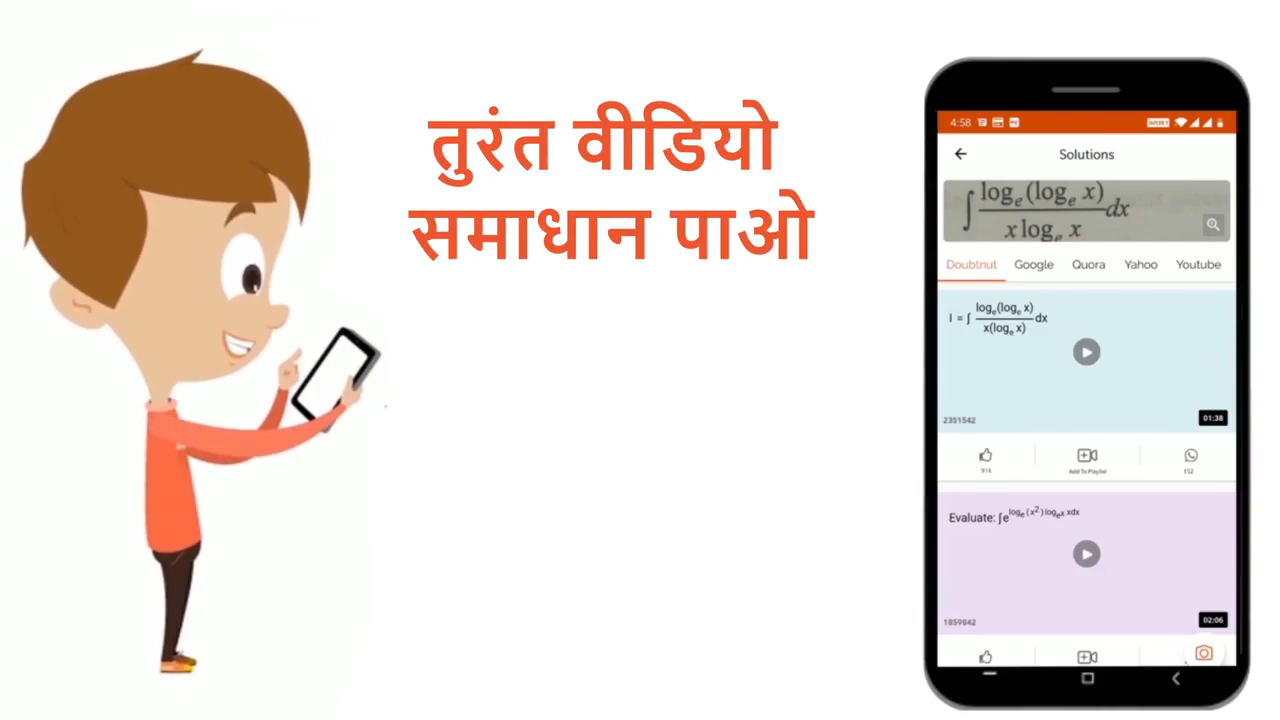 तुरंत वीडियो
समाधान पाओ
4:58
Solutions
∫ logₑ(logₑ x) / x logₑ x dx
Doubtnut Google Quora Yahoo Youtube
I = ∫ logₑ(logₑ x) / x(logₑ x) dx
2351542 01:38
914 Add To Playlist 152
Evaluate: ∫e^logₑ(x²) logₑx xdx
1859842 02:06